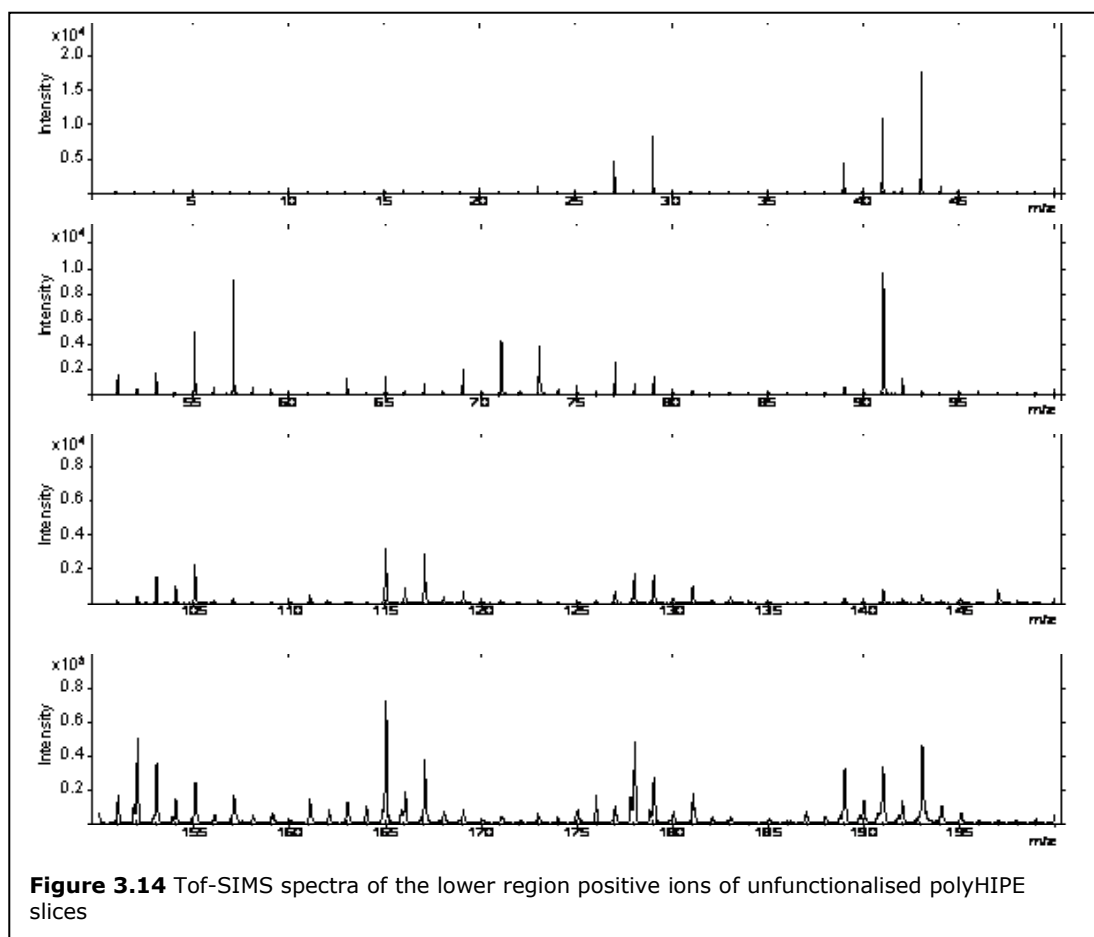 x10⁴
2.0
1.5
1.0
0.5
Intensity
5 10 15 20 25 30 35 40 45
m/z
x10⁴
1.0
0.8
0.6
0.4
0.2
Intensity
55 60 65 70 75 80 85 90 95
m/z
x10⁴
0.8
0.6
0.4
0.2
Intensity
105 110 115 120 125 130 135 140 145
m/z
x10³
0.8
0.6
0.4
0.2
Intensity
155 160 165 170 175 180 185 190 195
m/z
Figure 3.14 Tof-SIMS spectra of the lower region positive ions of unfunctionalised polyHIPE
slices